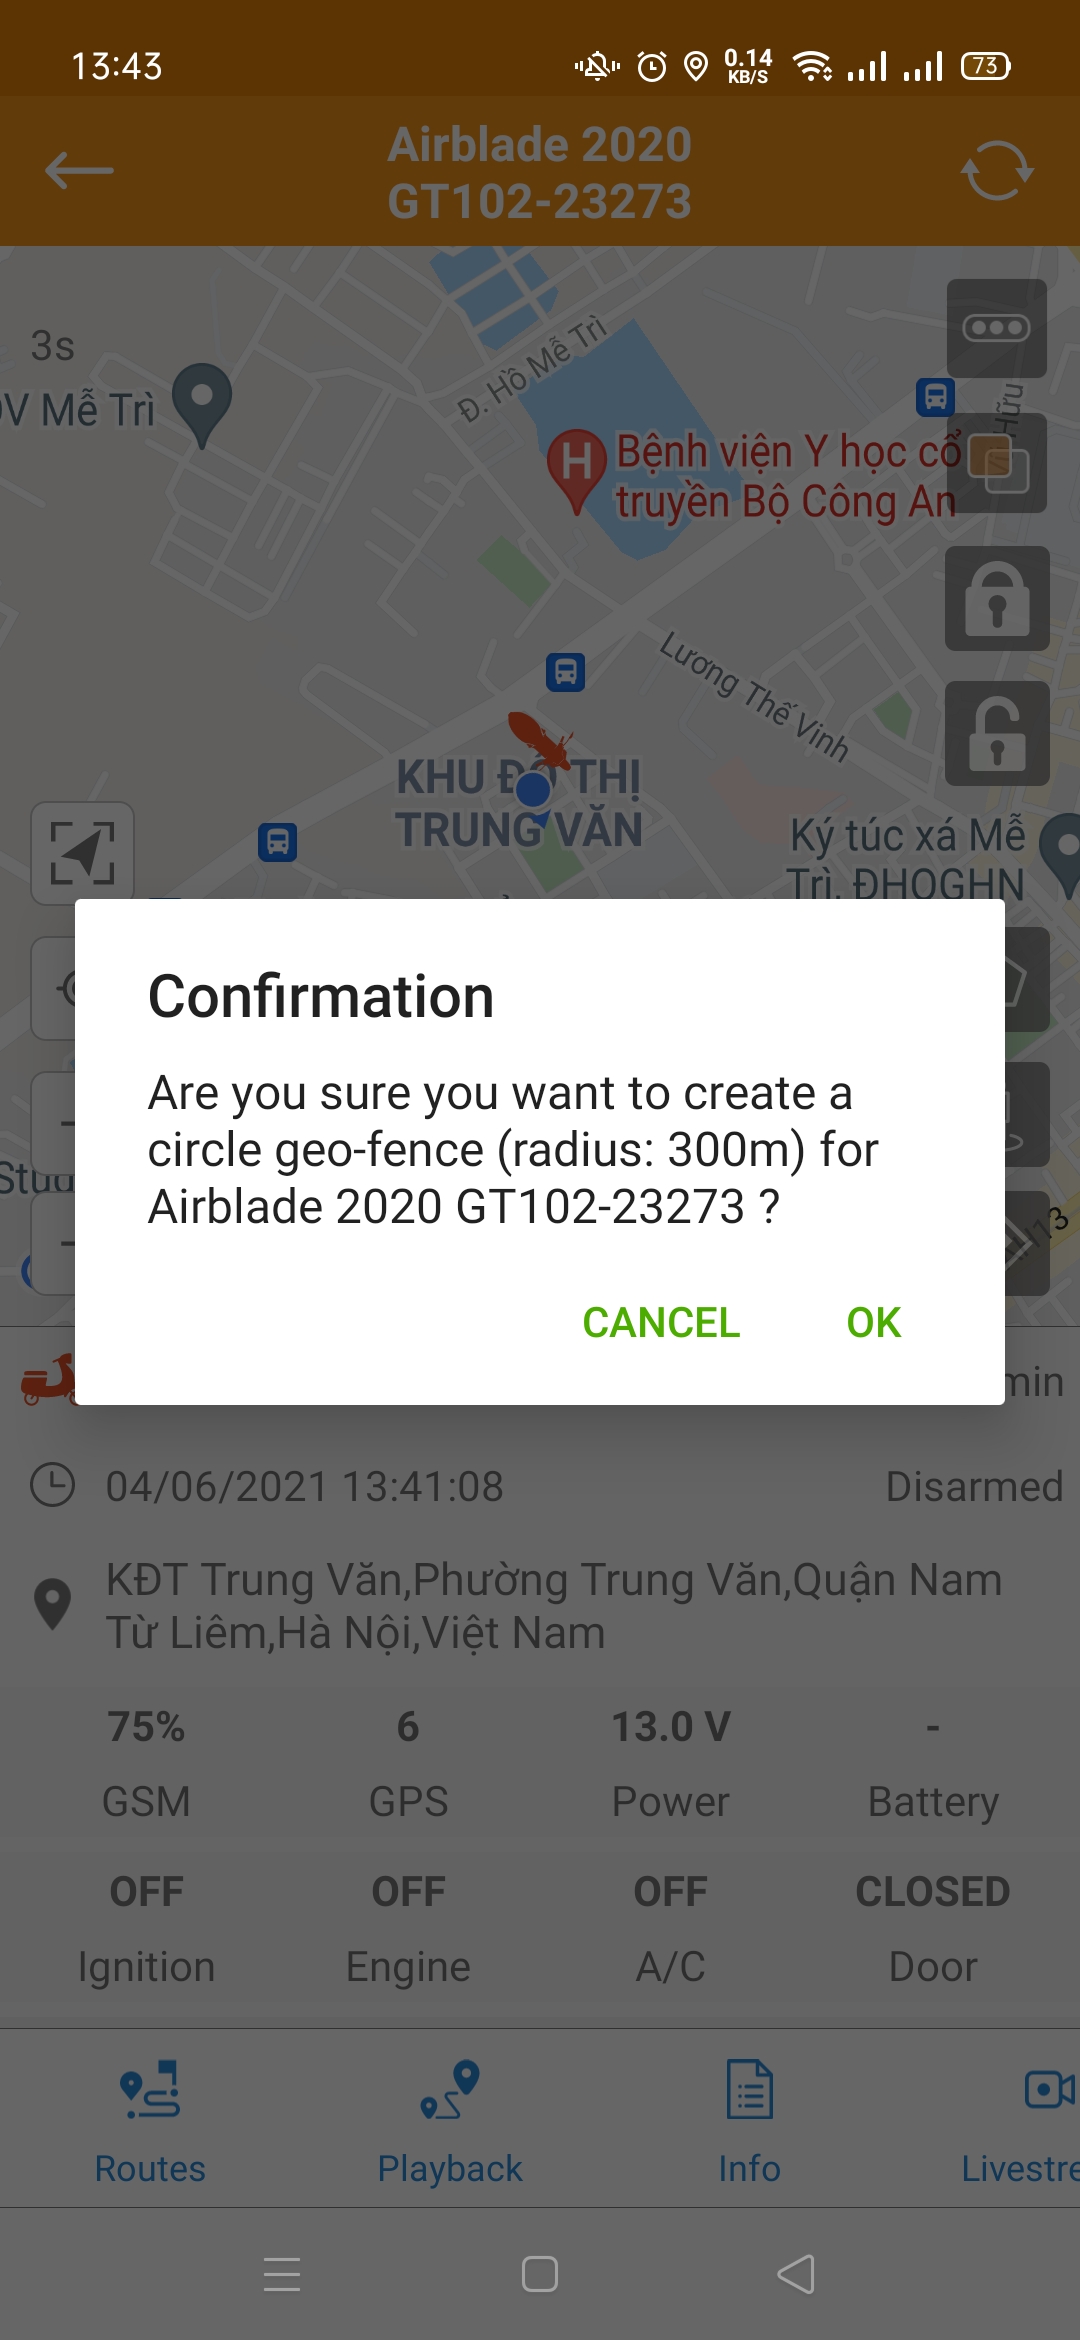 13:43
0.14
KB/S
73
Airblade 2020
GT102-23273
3s
Đ. Hồ Mễ Trì
V Mễ Trì
Hữu
Bệnh viện Y học cổ
truyền Bộ Công An
Lương Thế Vinh
KHU ĐÔ THỊ
TRUNG VĂN
Ký túc xá Mễ
Trì, ĐHQGHN
Confirmation
Are you sure you want to create a
circle geo-fence (radius: 300m) for
Airblade 2020 GT102-23273 ?
CANCEL
OK
min
04/06/2021 13:41:08
Disarmed
KĐT Trung Văn,Phường Trung Văn,Quận Nam
Từ Liêm,Hà Nội,Việt Nam
75%
6
13.0 V
-
GSM
GPS
Power
Battery
OFF
OFF
OFF
CLOSED
Ignition
Engine
A/C
Door
Routes
Playback
Info
Livestre